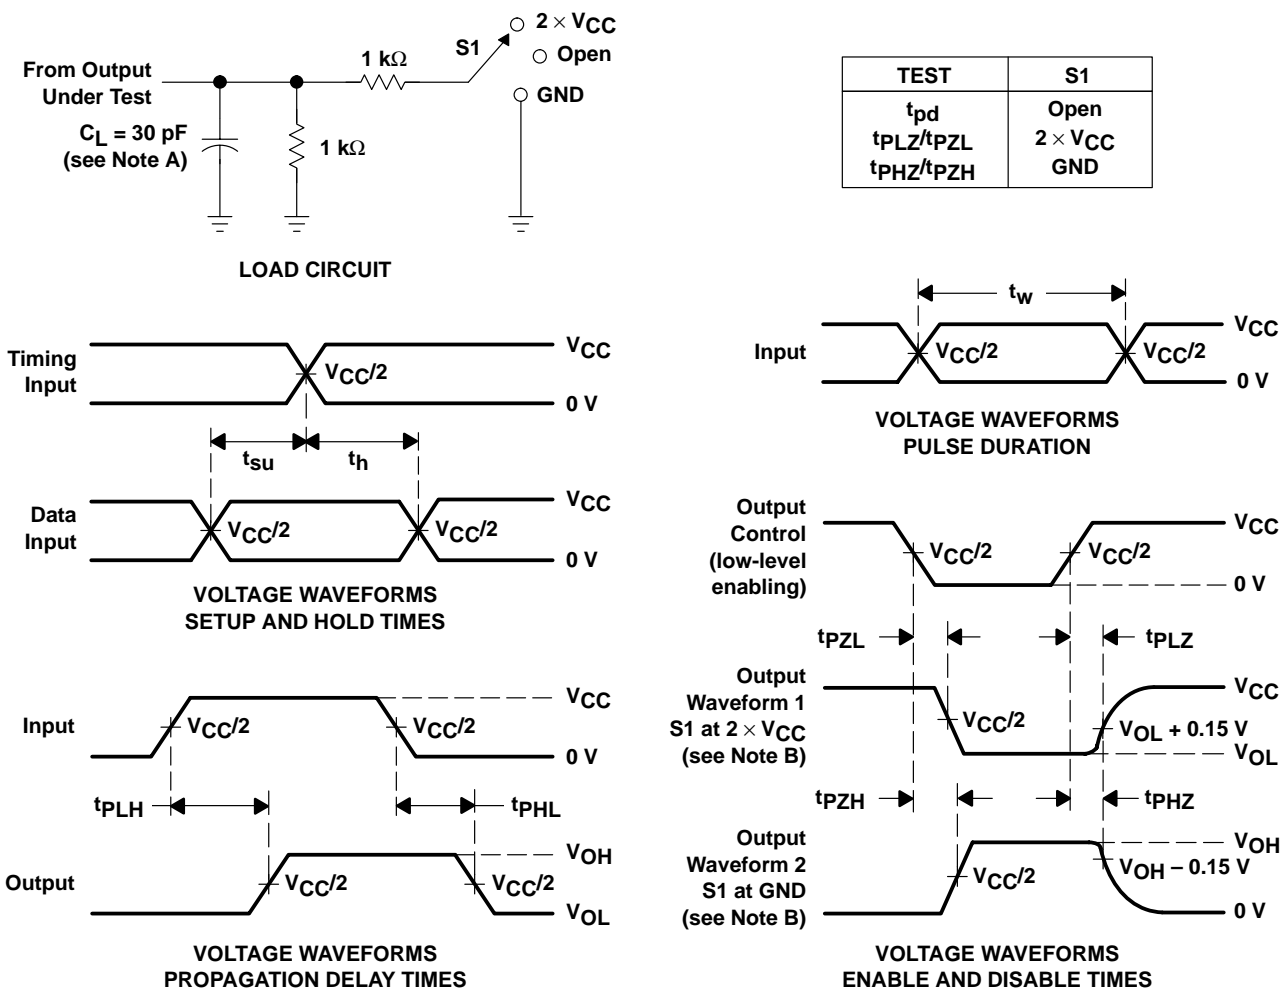 2 × VCC
S1
Open
1 kΩ
From Output
Under Test
GND
CL = 30 pF
(see Note A)
1 kΩ
LOAD CIRCUIT
TEST S1
tpd Open
tPLZ/tPZL 2 × VCC
tPHZ/tPZH GND
tw
Input
VCC
VCC/2
VCC/2
0 V
VOLTAGE WAVEFORMS
PULSE DURATION
Timing
Input
VCC
VCC/2
0 V
tsu
th
Data
Input
VCC
VCC/2
VCC/2
0 V
VOLTAGE WAVEFORMS
SETUP AND HOLD TIMES
Input
VCC
VCC/2
VCC/2
0 V
tPLH
tPHL
Output
VOH
VCC/2
VCC/2
VOL
VOLTAGE WAVEFORMS
PROPAGATION DELAY TIMES
Output
Control
(low-level
enabling)
VCC
VCC/2
VCC/2
0 V
tPZL
tPLZ
Output
Waveform 1
S1 at 2 × VCC
(see Note B)
VCC
VCC/2
VOL + 0.15 V
VOL
tPZH
tPHZ
Output
Waveform 2
S1 at GND
(see Note B)
VOH
VCC/2
VOH – 0.15 V
0 V
VOLTAGE WAVEFORMS
ENABLE AND DISABLE TIMES